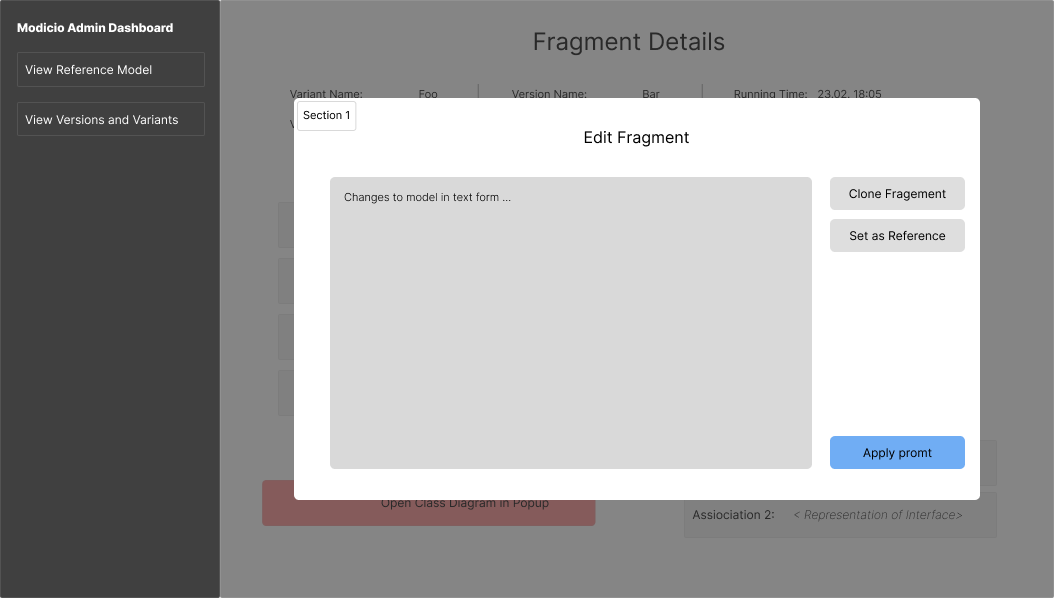 Modicio Admin Dashboard
View Reference Model
View Versions and Variants
Fragment Details
Variant Name: Foo Version Name: Bar Running Time: 23.02. 18:05
Section 1
Edit Fragment
Changes to model in text form ...
Clone Fragement
Set as Reference
Apply promt
Open Class Diagram in Popup
Assiociation 2: < Representation of Interface>